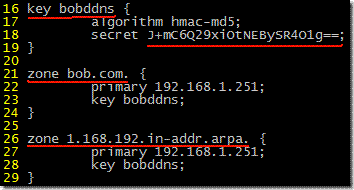 16 key bobddns {
17         algorithm hmac-md5;
18         secret J+mC6Q29xiOtNEBySR4O1g==;
19 }
20
21 zone bob.com. {
22         primary 192.168.1.251;
23         key bobddns;
24 }
25
26 zone 1.168.192.in-addr.arpa. {
27         primary 192.168.1.251;
28         key bobddns;
29 }